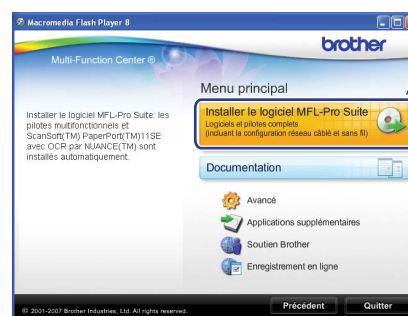 Macromedia Flash Player 8
brother
Multi-Function Center ®
Menu principal
Installer le logiciel MFL-Pro Suite: les
pilotes multifonctionnels et
ScanSoft(TM) PaperPort(TM)11SE
avec OCR par NUANCE(TM) sont
installés automatiquement.
Installer le logiciel MFL-Pro Suite
Logiciels et pilotes complets
(incluant la configuration réseau câblé et sans fil)
Documentation
Avancé
Applications supplémentaires
Soutien Brother
Enregistrement en ligne
© 2001-2007 Brother Industries, Ltd. All rights reserved.
Précédent
Quitter